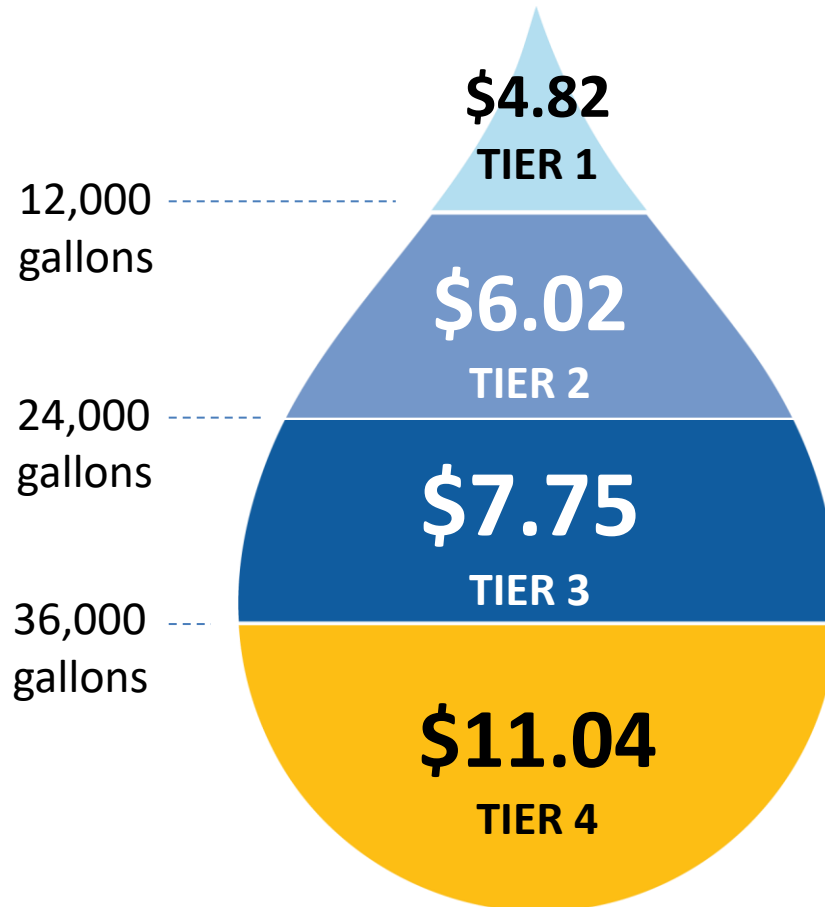 $4.82
TIER 1
12,000
gallons
$6.02
TIER 2
24,000
gallons
$7.75
TIER 3
36,000
gallons
$11.04
TIER 4